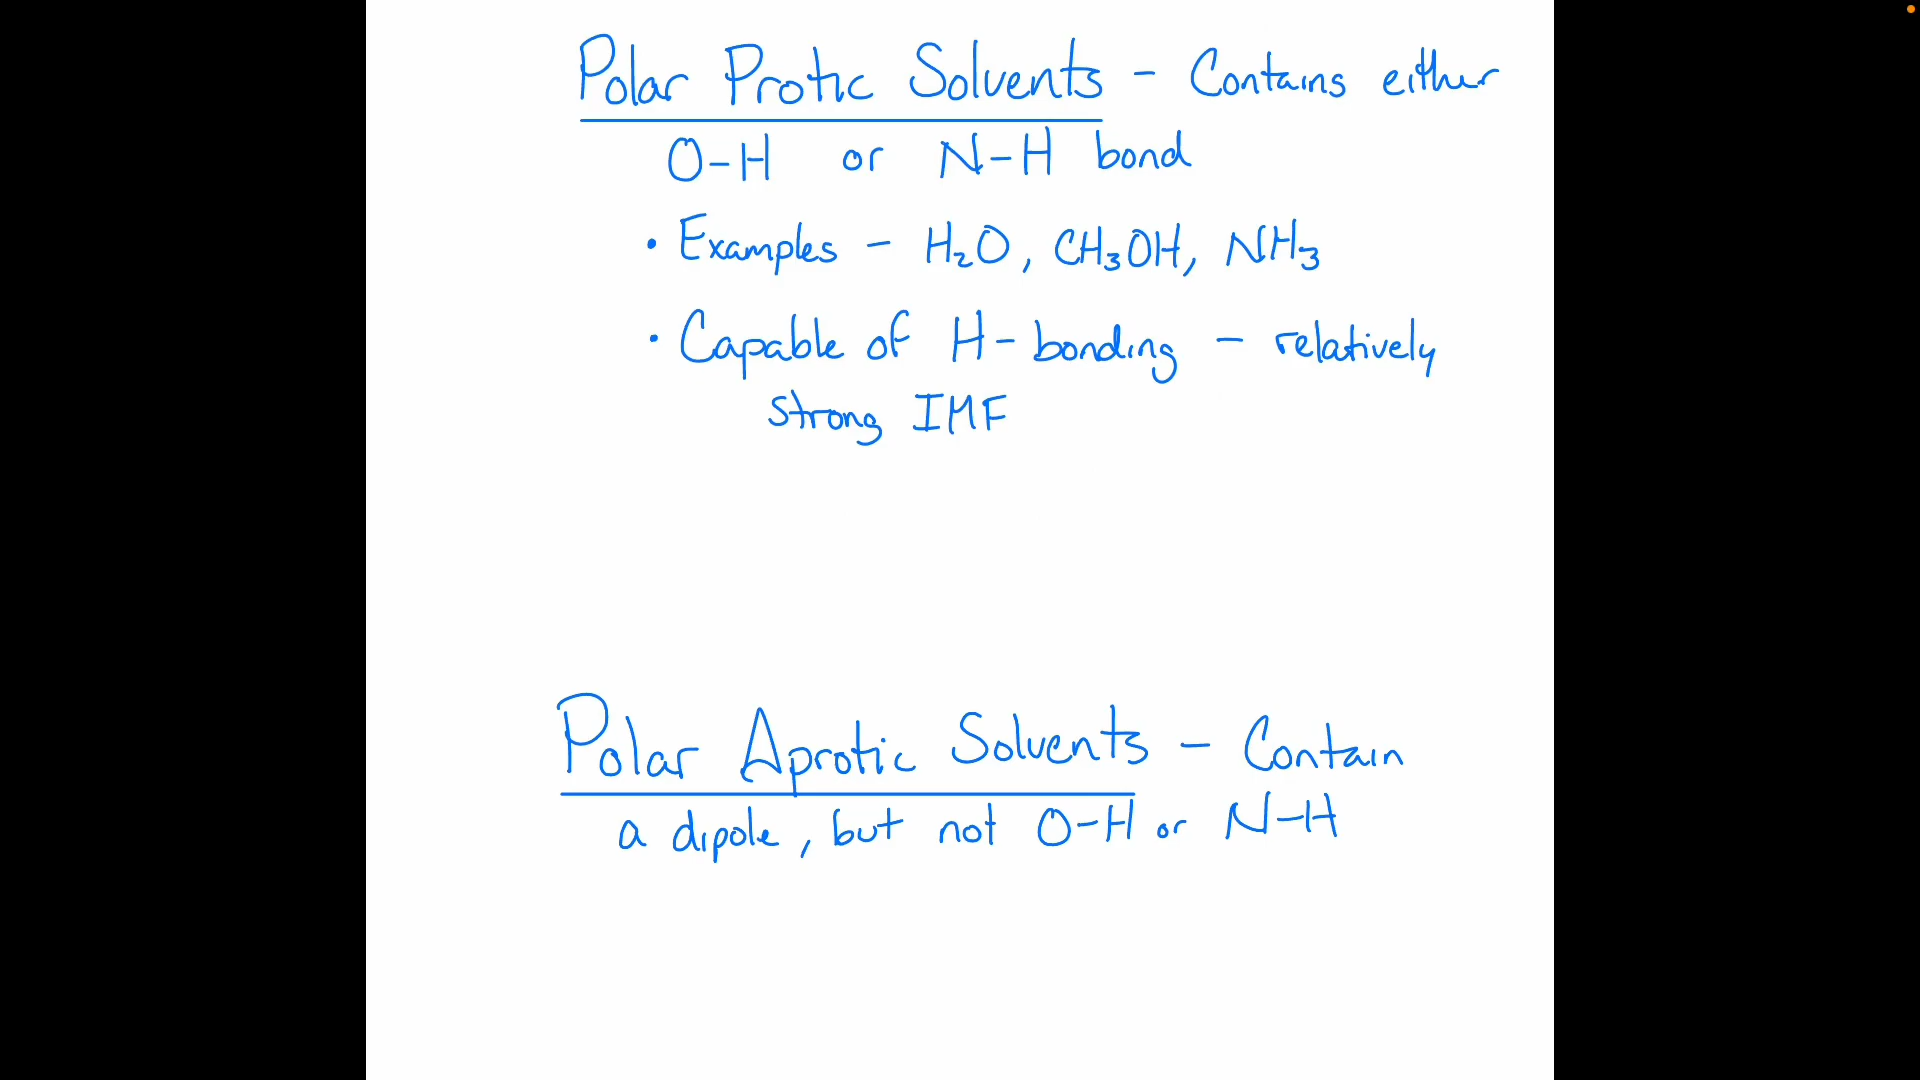 Polar Protic Solvents - Contains either
O-H or N-H bond
• Examples - H₂O, CH₃OH, NH₃
• Capable of H-bonding - relatively
strong IMF
Polar Aprotic Solvents - Contain
a dipole, but not O-H or N-H